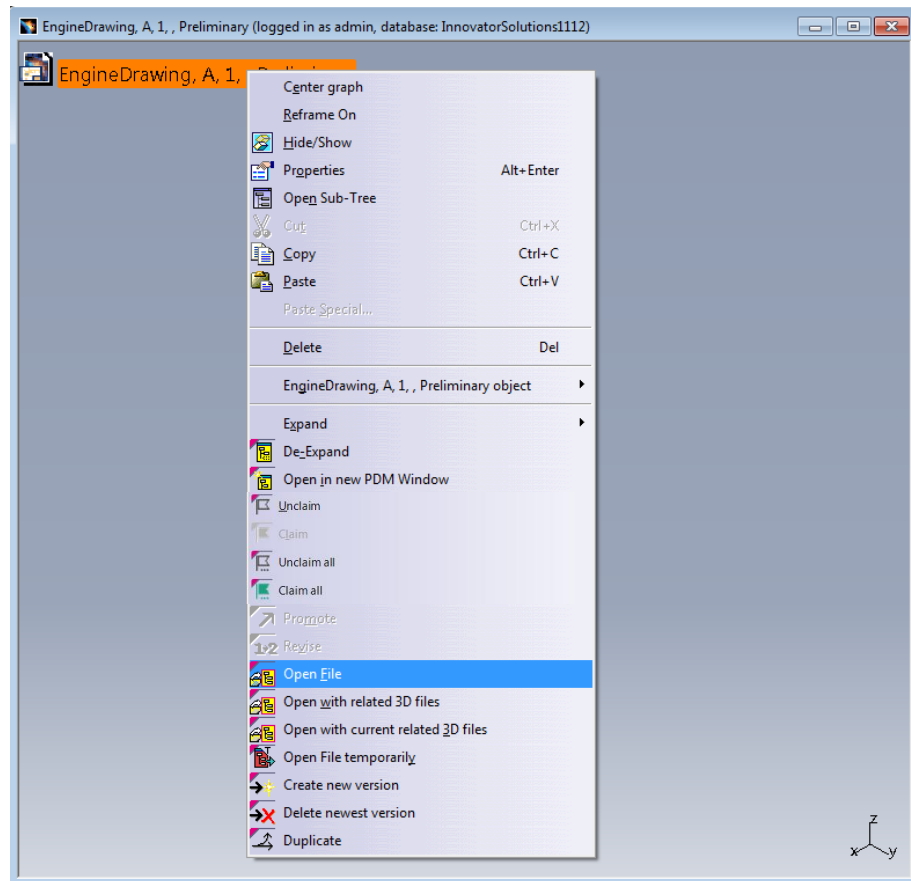 EngineDrawing, A, 1, , Preliminary (logged in as admin, database: InnovatorSolutions1112)
EngineDrawing, A, 1,
Center graph
Reframe On
Hide/Show
Properties Alt+Enter
Open Sub-Tree
Cut Ctrl+X
Copy Ctrl+C
Paste Ctrl+V
Paste Special...
Delete Del
EngineDrawing, A, 1, , Preliminary object
Expand
De-Expand
Open in new PDM Window
Unclaim
Claim
Unclaim all
Claim all
Promote
1→2 Revise
Open File
Open with related 3D files
Open with current related 3D files
Open File temporarily
Create new version
Delete newest version
Duplicate
z
x y